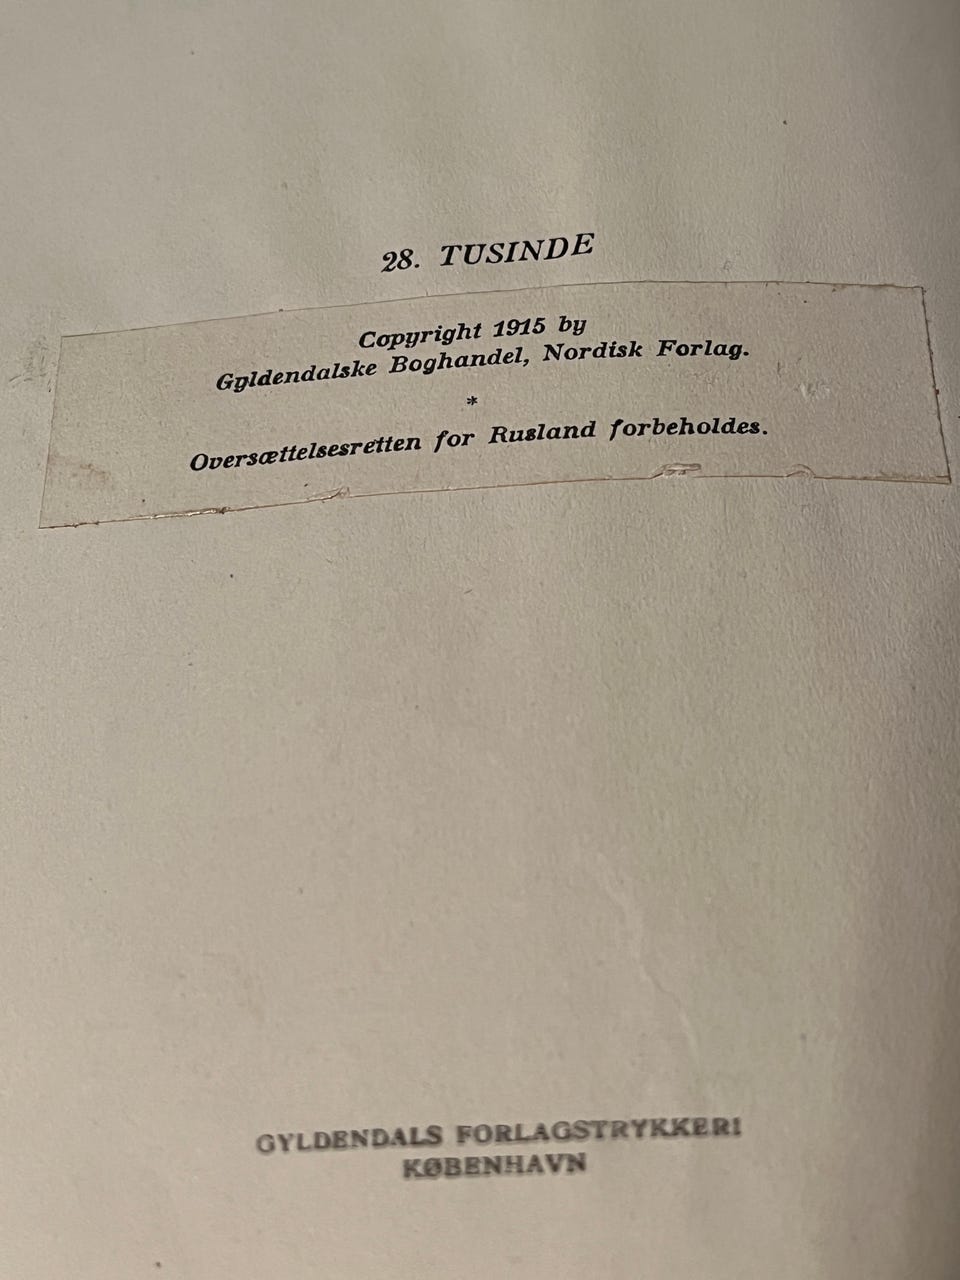 28. TUSINDE
Copyright 1915 by
Gyldendalske Boghandel, Nordisk Forlag.
*
Oversættelsesretten for Rusland forbeholdes.
GYLDENDALS FORLAGSTRYKKERI
KØBENHAVN